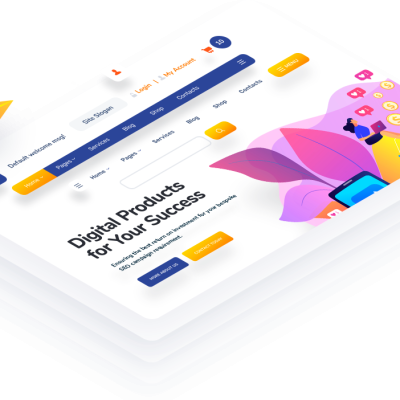 10
Login | My Account
Site Slogan
Default welcome msg!
Home Pages Services Blog Shop Contacts
MENU
Home Pages Services Blog Shop Contacts
Digital Products
for Your Success
Ensuring the best return on investment for your bespoke
SEO campaign requirement.
MORE ABOUT US